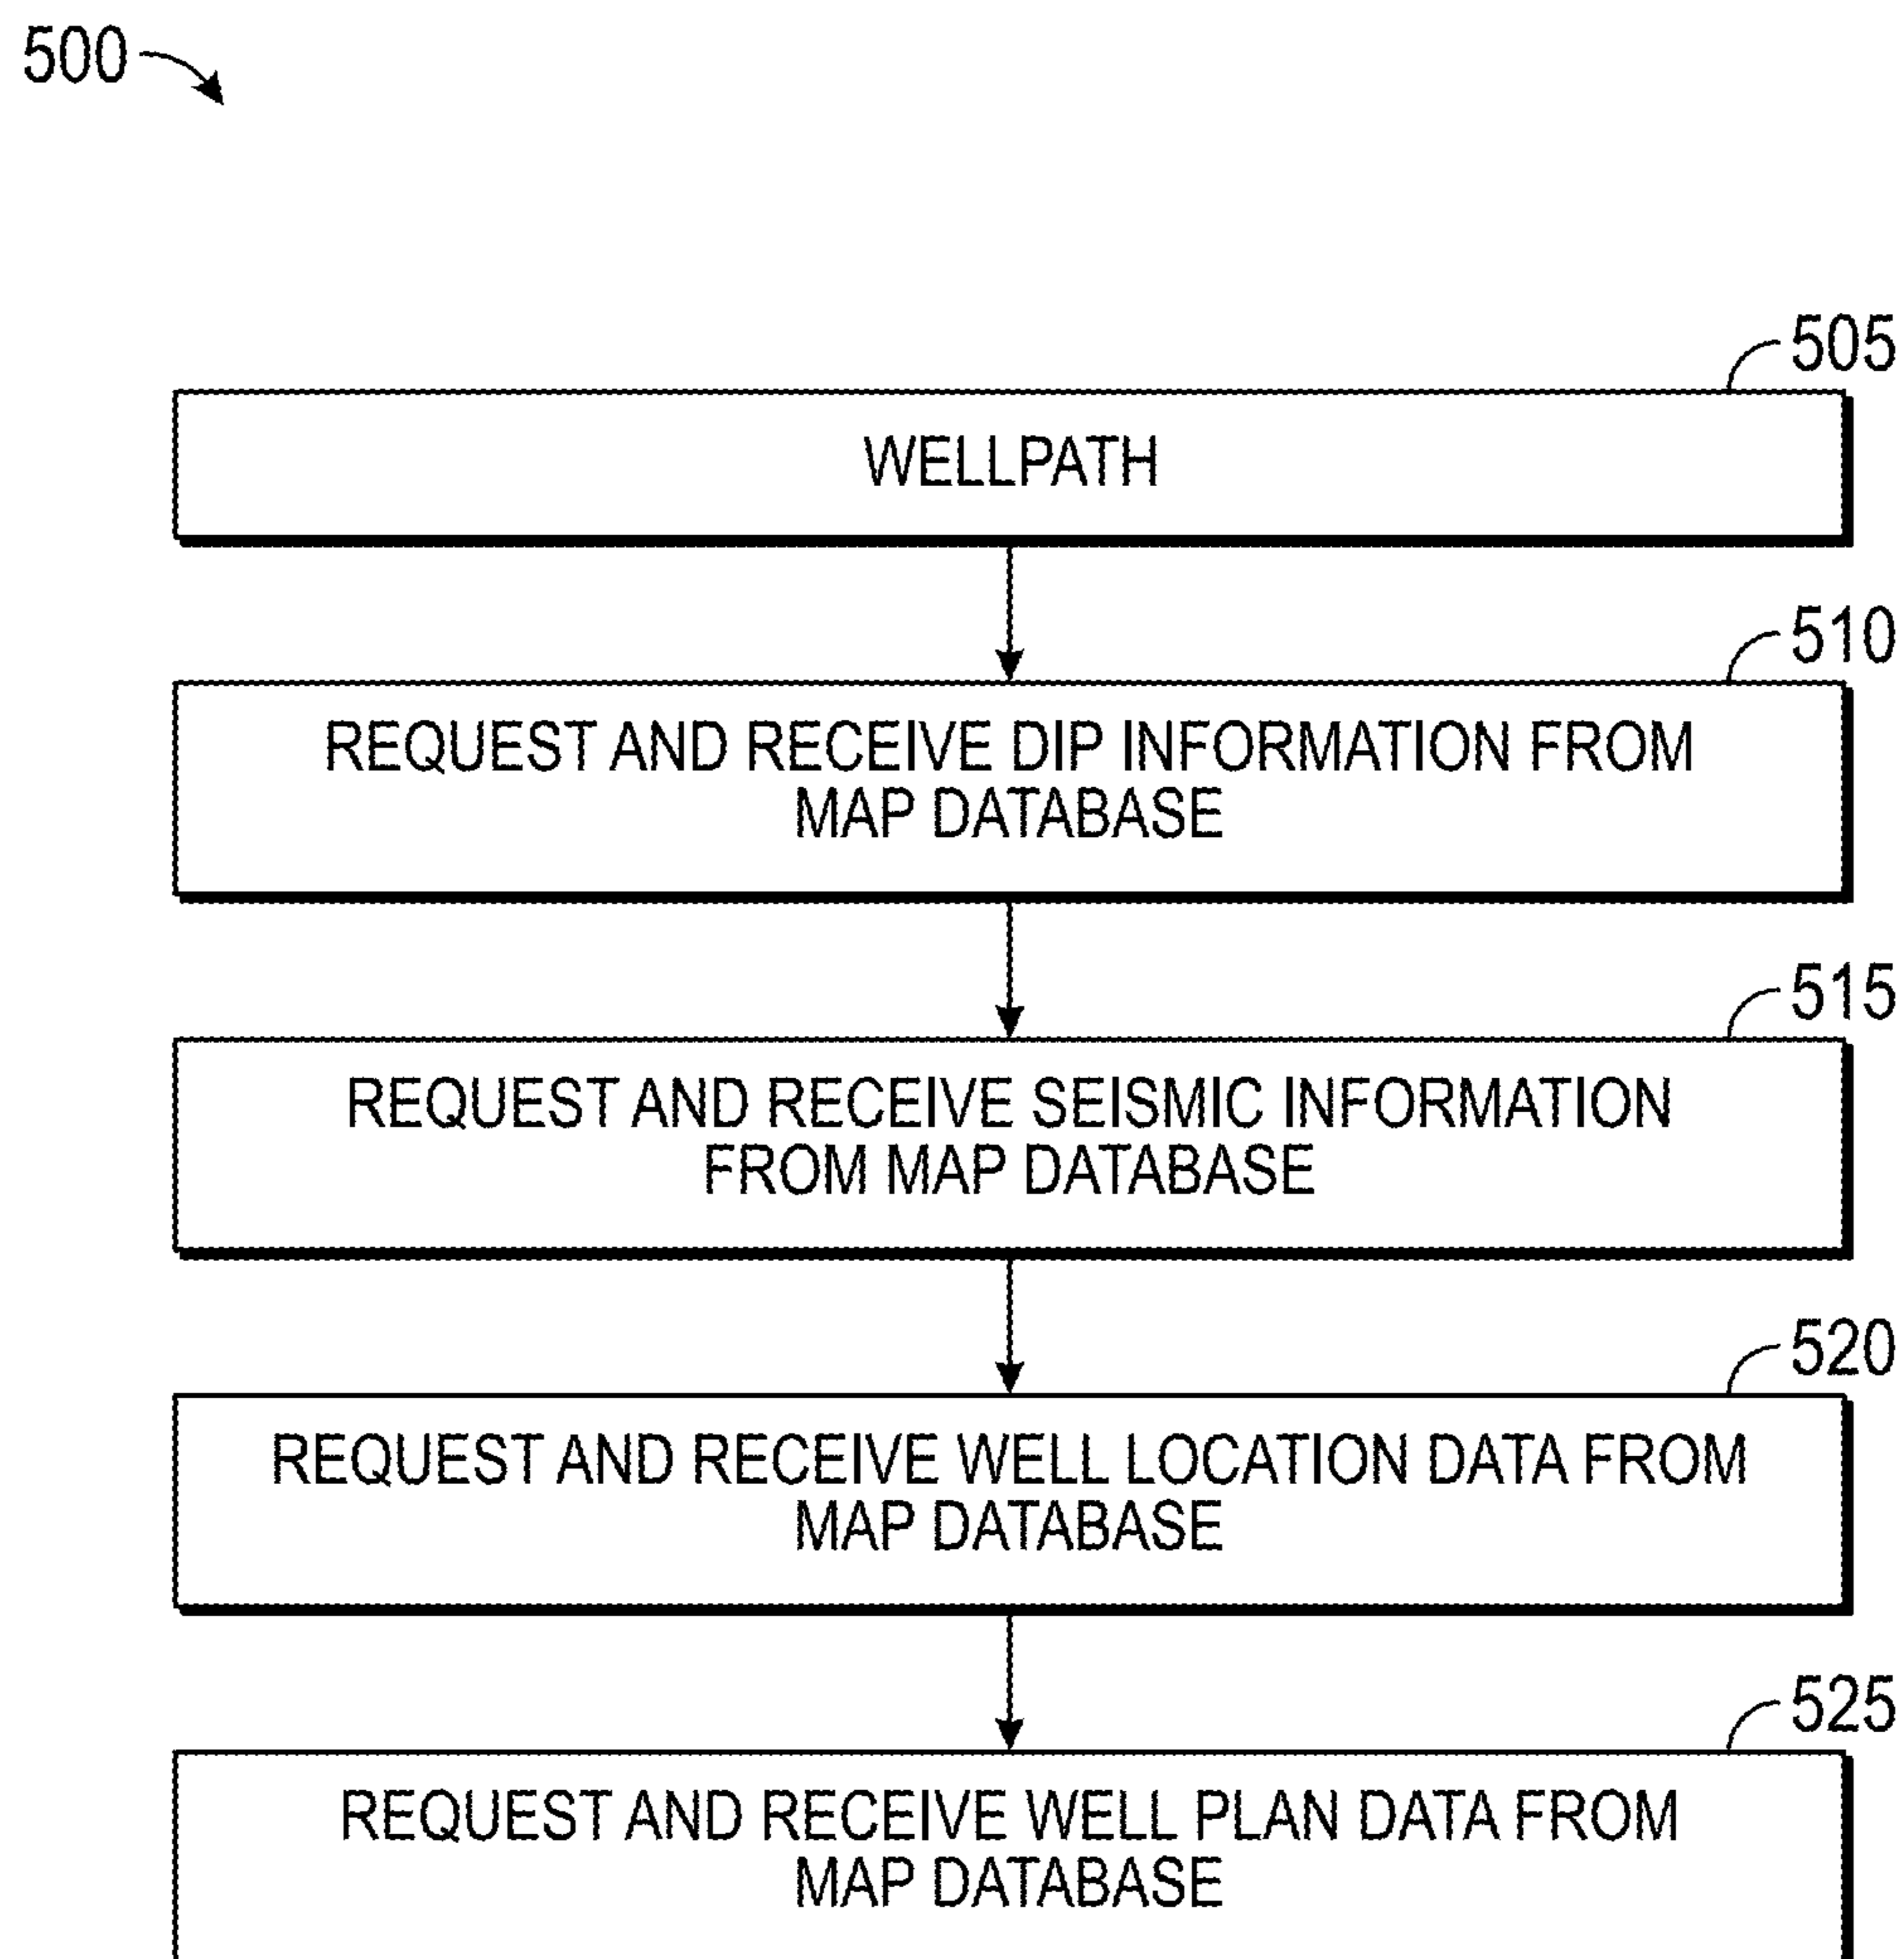 500
505
WELLPATH
510
REQUEST AND RECEIVE DIP INFORMATION FROM
MAP DATABASE
515
REQUEST AND RECEIVE SEISMIC INFORMATION
FROM MAP DATABASE
520
REQUEST AND RECEIVE WELL LOCATION DATA FROM
MAP DATABASE
525
REQUEST AND RECEIVE WELL PLAN DATA FROM
MAP DATABASE